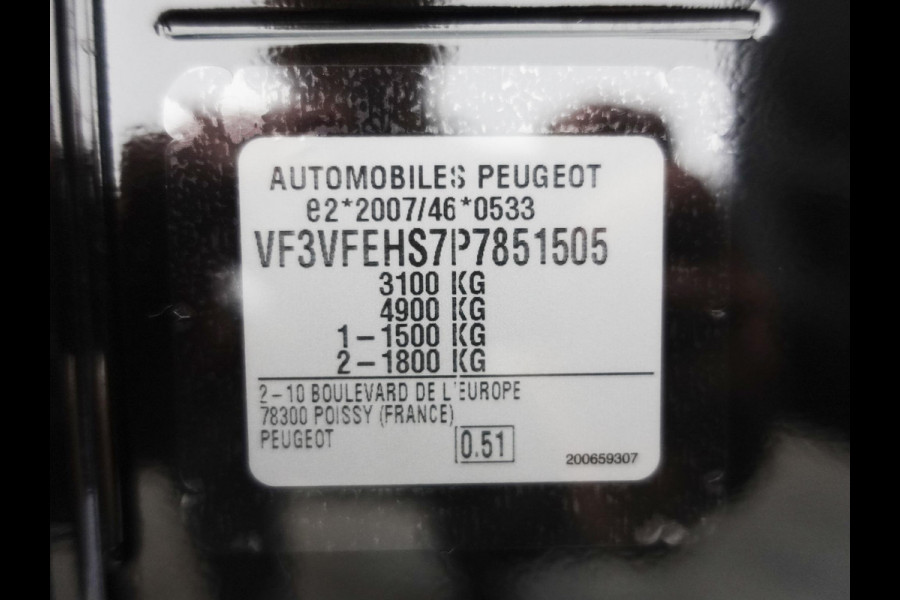 AUTOMOBILES PEUGEOT
e2*2007/46*0533
VF3VFEHS7P7851505
3100 KG
4900 KG
1-1500 KG
2-1800 KG
2-10 BOULEVARD DE L'EUROPE
78300 POISSY (FRANCE)
PEUGEOT
0.51
200659307